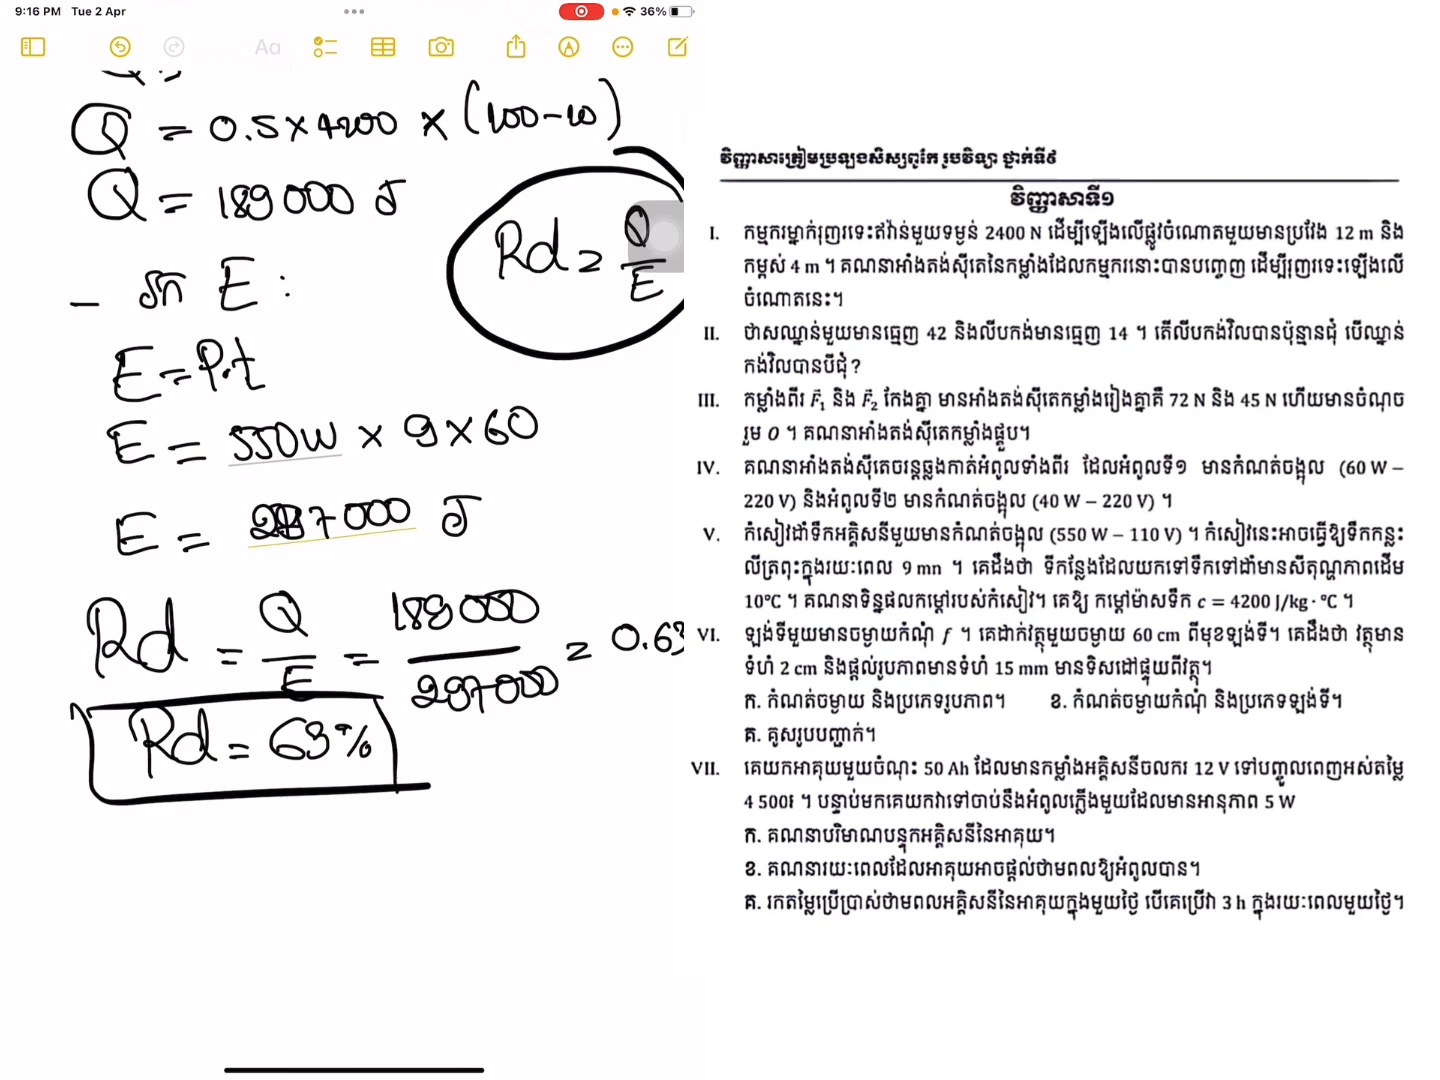 9:16 PM Tue 2 Apr
36%
Aa
Q = 0.5 × 4200 × (100-10)
Q = 189000 J
Rd = Q/E
- រក E :
E = P.t
E = 550W × 9 × 60
E = 297000 J
Rd = Q/E = 189000/297000 = 0.63
Rd = 63%
វិញ្ញាសាត្រៀមប្រឡងសិស្សពូកែ រូបវិទ្យា ថ្នាក់ទី៩
វិញ្ញាសាទី១
I. កម្មករម្នាក់រុញរទេះឥវ៉ាន់មួយទម្ងន់ 2400 N ដើម្បីឡើងលើផ្លូវចំណោតមួយមានប្រវែង 12 m និង
កម្ពស់ 4 m ។ គណនាអាំងតង់ស៊ីតេនៃកម្លាំងដែលកម្មករនោះបានបញ្ចេញ ដើម្បីរុញរទេះឡើងលើ
ចំណោតនេះ។
II. ថាសឈ្នាន់មួយមានធ្មេញ 42 និងលីបកង់មានធ្មេញ 14 ។ តើលីបកង់វិលបានប៉ុន្មានជុំ បើឈ្នាន់
កង់វិលបានបីជុំ?
III. កម្លាំងពីរ F⃗₁ និង F⃗₂ កែងគ្នា មានអាំងតង់ស៊ីតេកម្លាំងរៀងគ្នាគឺ 72 N និង 45 N ហើយមានចំណុច
រួម O ។ គណនាអាំងតង់ស៊ីតេកម្លាំងផ្គួប។
IV. គណនាអាំងតង់ស៊ីតេចរន្តឆ្លងកាត់អំពូលទាំងពីរ ដែលអំពូលទី១ មានកំណត់ចង្អុល (60 W –
220 V) និងអំពូលទី២ មានកំណត់ចង្អុល (40 W – 220 V) ។
V. កំសៀវដាំទឹកអគ្គិសនីមួយមានកំណត់ចង្អុល (550 W – 110 V) ។ កំសៀវនេះអាចធ្វើឱ្យទឹកកន្លះ
លីត្រពុះក្នុងរយៈពេល 9 mn ។ គេដឹងថា ទឹកន្លែងដែលយកទៅទឹកទៅដាំមានសីតុណ្ហភាពដើម
10°C ។ គណនាទិន្នផលកម្ដៅរបស់កំសៀវ។ គេឱ្យ កម្ដៅម៉ាសទឹក c = 4200 J/kg · °C ។
VI. ឡង់ទីមួយមានចម្ងាយកំណុំ f ។ គេដាក់វត្ថុមួយចម្ងាយ 60 cm ពីមុខឡង់ទី។ គេដឹងថា វត្ថុមាន
ទំហំ 2 cm និងផ្ដល់រូបភាពមានទំហំ 15 mm មានទិសដៅផ្ទុយពីវត្ថុ។
ក. កំណត់ចម្ងាយ និងប្រភេទរូបភាព។ ខ. កំណត់ចម្ងាយកំណុំ និងប្រភេទឡង់ទី។
គ. គូសរូបបញ្ជាក់។
VII. គេយកអាគុយមួយចំណុះ 50 Ah ដែលមានកម្លាំងអគ្គិសនីចលករ 12 V ទៅបញ្ចូលពេញអស់តម្លៃ
4 500៛ ។ បន្ទាប់មកគេយកវាទៅចាប់នឹងអំពូលភ្លើងមួយដែលមានអានុភាព 5 W
ក. គណនាបរិមាណបន្ទុកអគ្គិសនីនៃអាគុយ។
ខ. គណនារយៈពេលដែលអាគុយអាចផ្ដល់ថាមពលឱ្យអំពូលបាន។
គ. រកតម្លៃប្រើប្រាស់ថាមពលអគ្គិសនីនៃអាគុយក្នុងមួយថ្ងៃ បើគេប្រើវា 3 h ក្នុងរយៈពេលមួយថ្ងៃ។